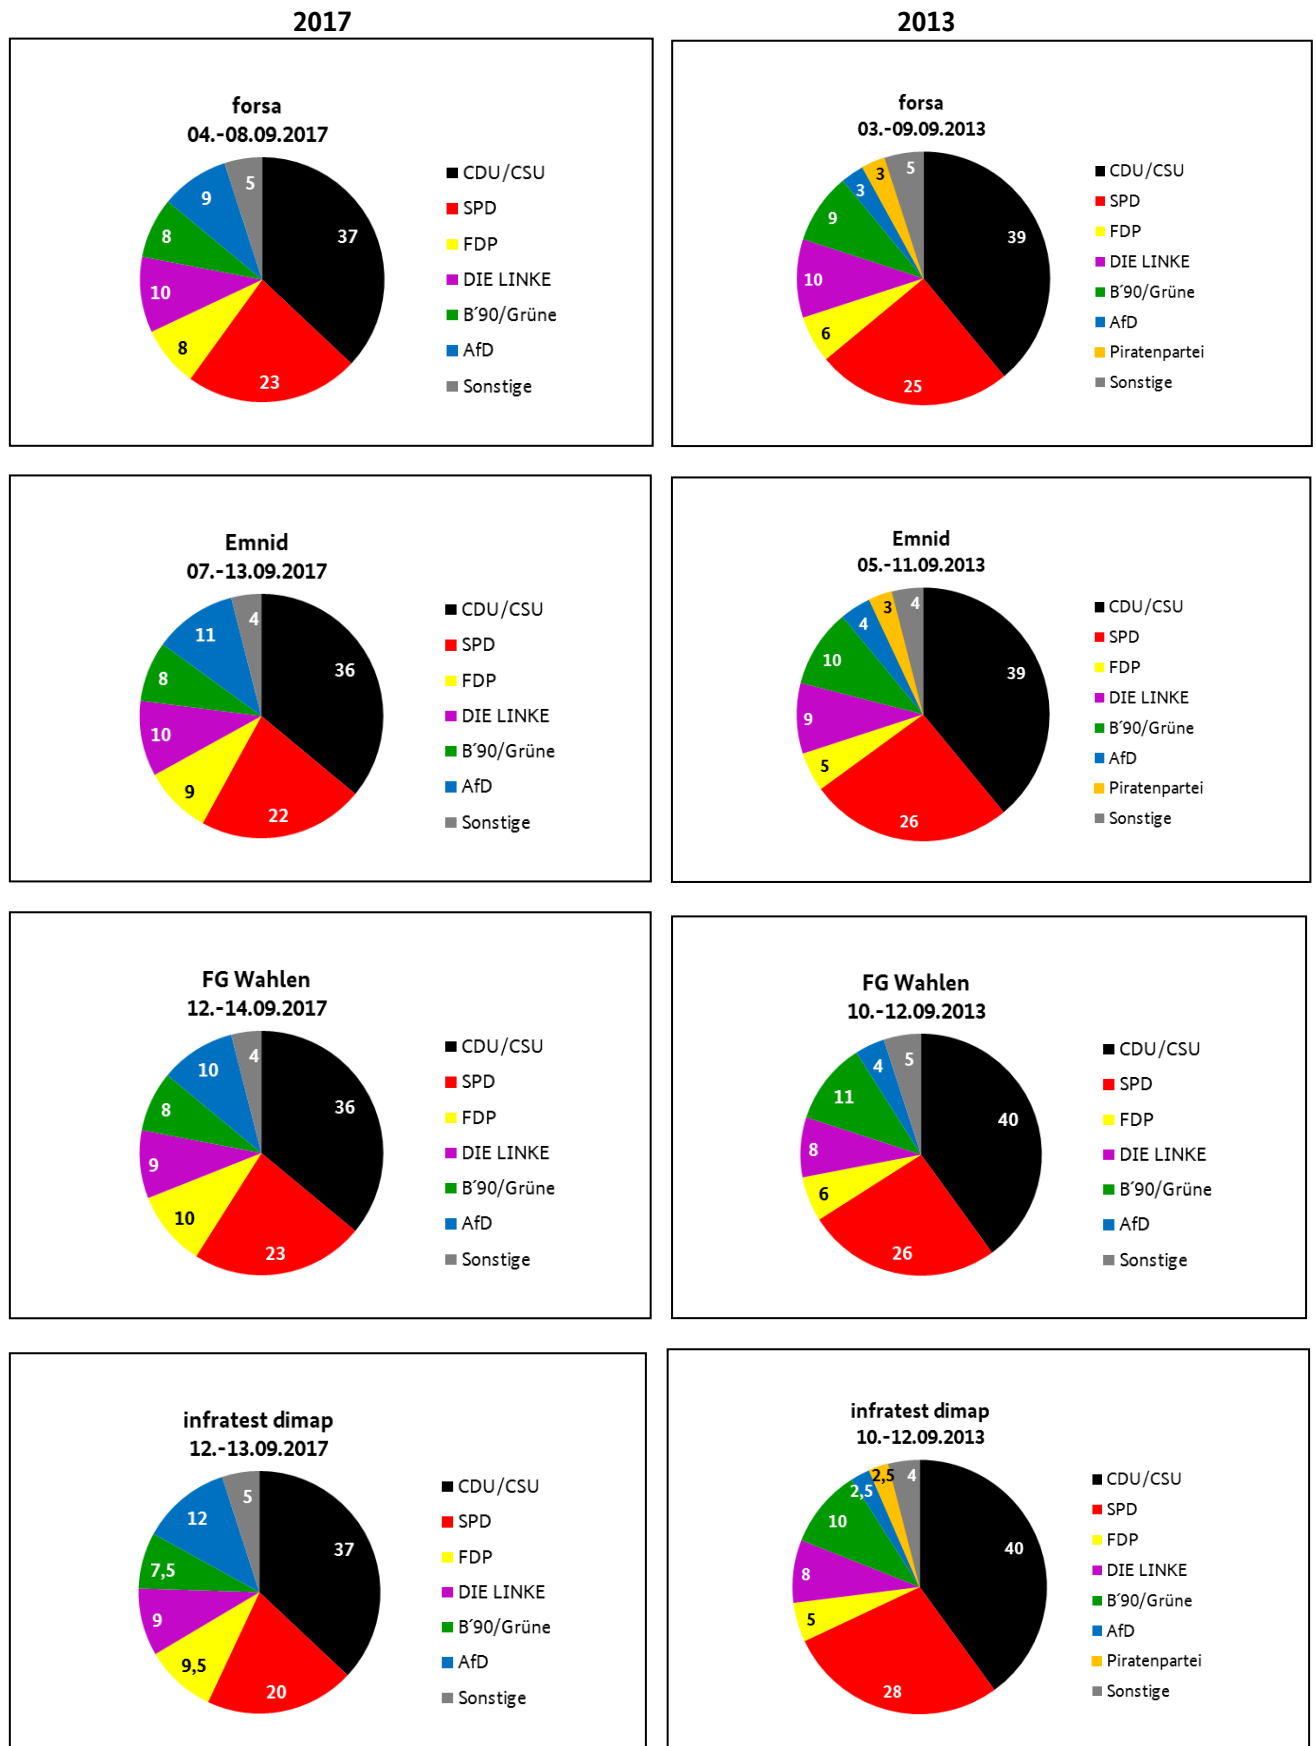 2017
2013
forsa
04.-08.09.2017
37
23
8
10
8
9
5
CDU/CSU
SPD
FDP
DIE LINKE
B´90/Grüne
AfD
Sonstige
forsa
03.-09.09.2013
39
25
6
10
9
3
3
5
CDU/CSU
SPD
FDP
DIE LINKE
B´90/Grüne
AfD
Piratenpartei
Sonstige
Emnid
07.-13.09.2017
36
22
9
10
8
11
4
CDU/CSU
SPD
FDP
DIE LINKE
B´90/Grüne
AfD
Sonstige
Emnid
05.-11.09.2013
39
26
5
9
10
4
3
4
CDU/CSU
SPD
FDP
DIE LINKE
B´90/Grüne
AfD
Piratenpartei
Sonstige
FG Wahlen
12.-14.09.2017
36
23
10
9
8
10
4
CDU/CSU
SPD
FDP
DIE LINKE
B´90/Grüne
AfD
Sonstige
FG Wahlen
10.-12.09.2013
40
26
6
8
11
4
5
CDU/CSU
SPD
FDP
DIE LINKE
B´90/Grüne
AfD
Sonstige
infratest dimap
12.-13.09.2017
37
20
9,5
9
7,5
12
5
CDU/CSU
SPD
FDP
DIE LINKE
B´90/Grüne
AfD
Sonstige
infratest dimap
10.-12.09.2013
40
28
5
8
10
2,5
2,5
4
CDU/CSU
SPD
FDP
DIE LINKE
B´90/Grüne
AfD
Piratenpartei
Sonstige